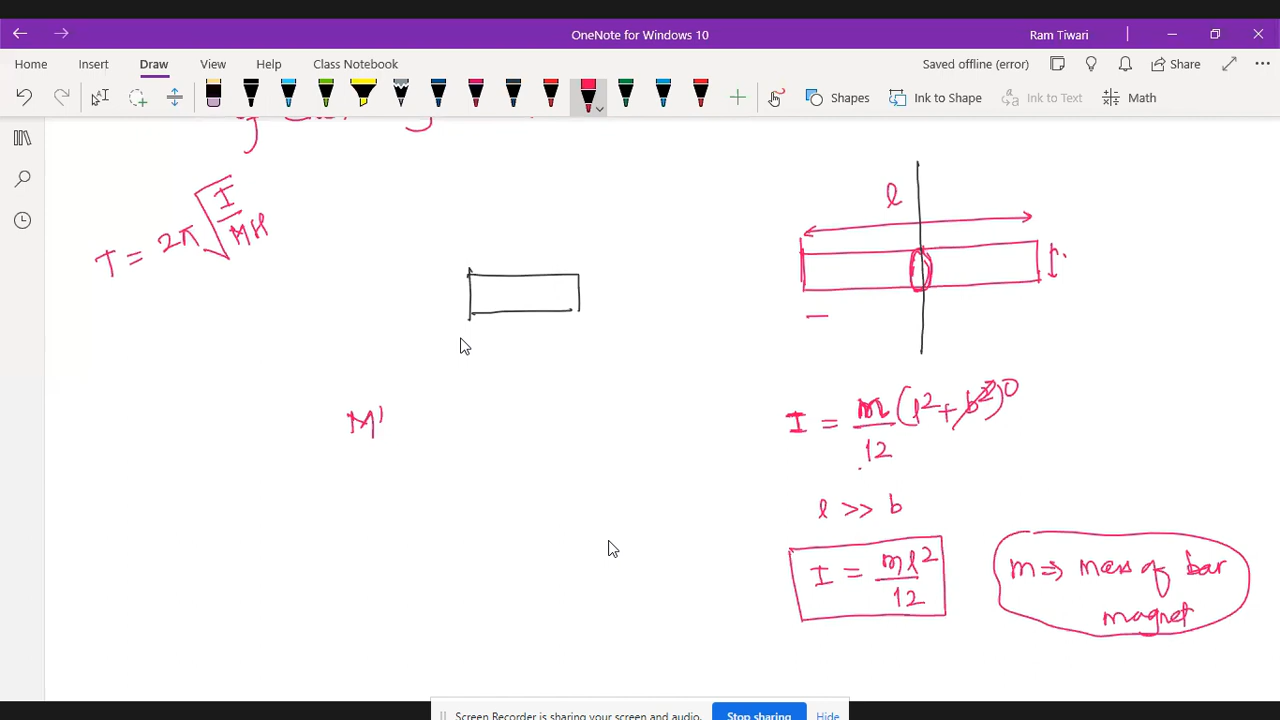 OneNote for Windows 10
Ram Tiwari
Home Insert Draw View Help Class Notebook
Saved offline (error) Share
Shapes Ink to Shape Ink to Text Math
T = 2π √(I/MH)
l
M'
I = m/12 (l² + b²)⁰
l >> b
I = ml²/12
m ⇒ mass of bar
magnet
Screen Recorder is sharing your screen and audio. Stop sharing Hide